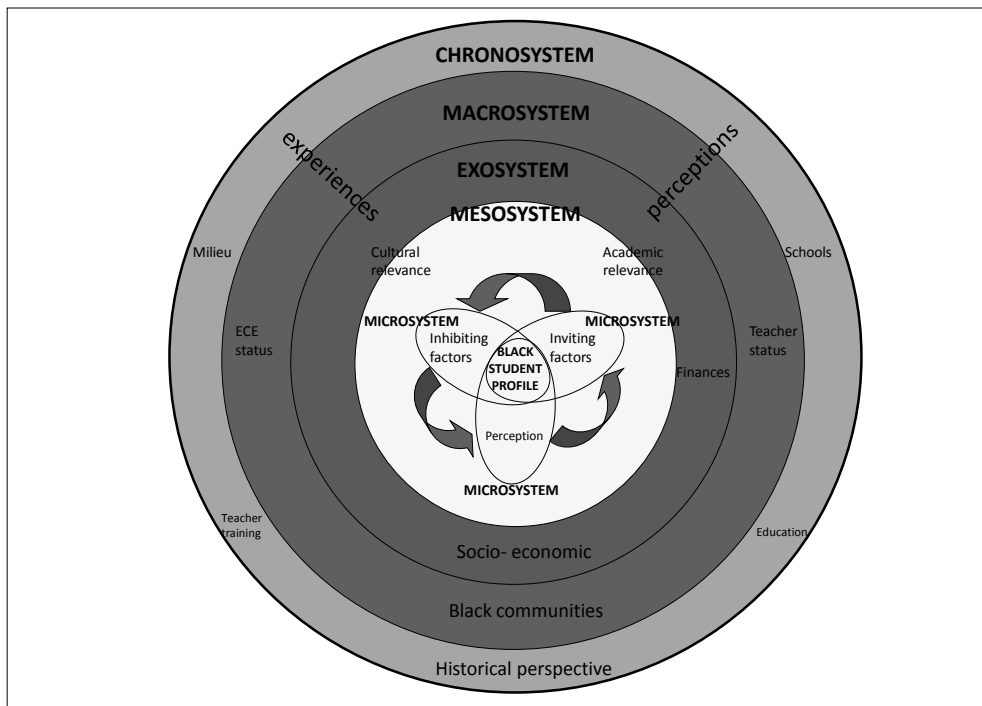 CHRONOSYSTEM
MACROSYSTEM
experiences
perceptions
EXOSYSTEM
MESOSYSTEM
Milieu
Cultural
relevance
Academic
relevance
Schools
MICROSYSTEM
MICROSYSTEM
ECE
status
Inhibiting
factors
BLACK
STUDENT
PROFILE
Inviting
factors
Teacher
status
Finances
Perception
MICROSYSTEM
Teacher
training
Education
Socio- economic
Black communities
Historical perspective